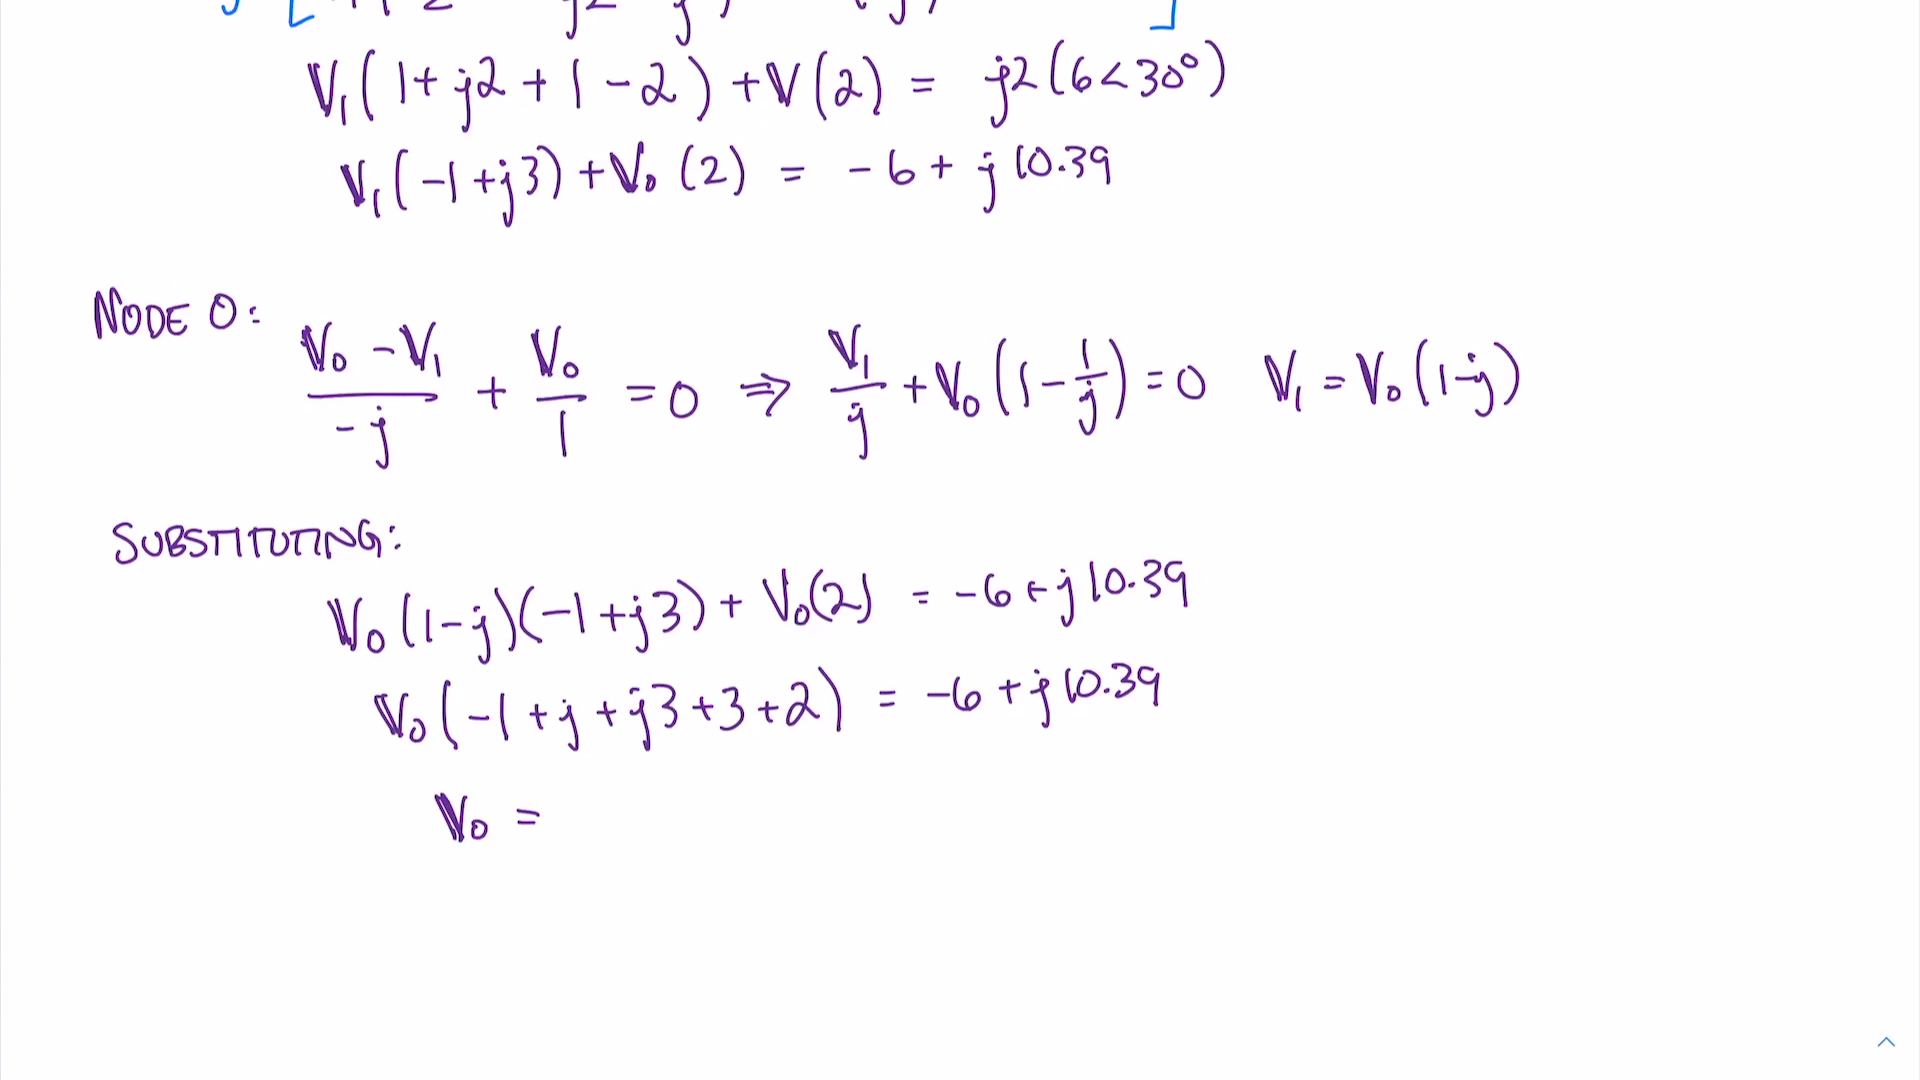 V₁(1+j2+1-2)+V(2) = j2(6<30°)
V₁(-1+j3)+V₀(2) = -6+j10.39
NODE 0:
(V₀-V₁)/(-j) + V₀/1 = 0 ⇒ V₁/j + V₀(1-1/j) = 0 V₁ = V₀(1-j)
SUBSTITUTING:
V₀(1-j)(-1+j3)+V₀(2) = -6+j10.39
V₀(-1+j+j3+3+2) = -6+j10.39
V₀ =